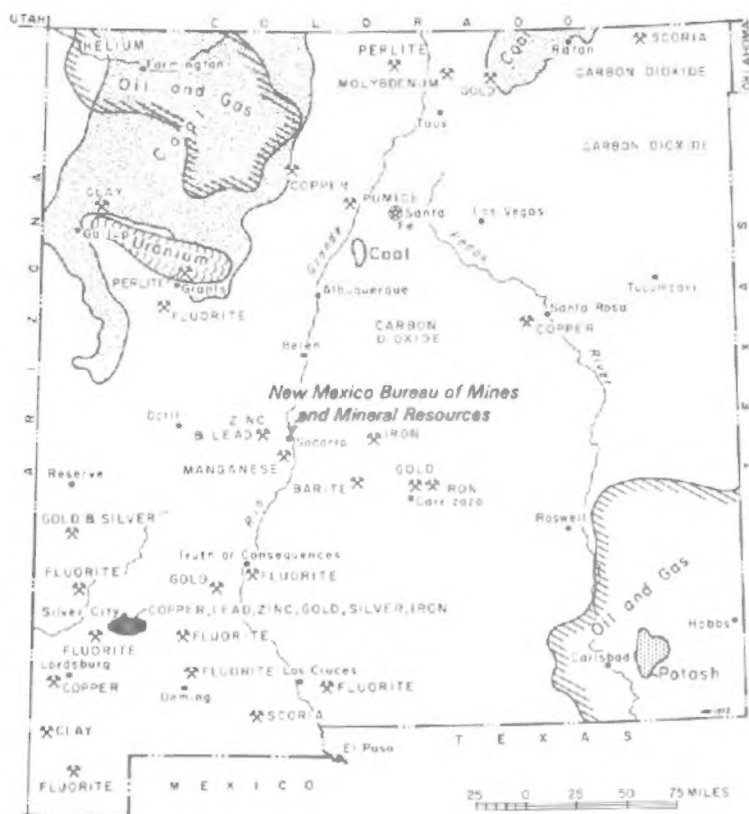 UTAH
C O L O R A D O
OKLAHOMA
HELIUM
Farmington
Oil and Gas
Coal
PERLITE
MOLYBDENUM
GOLD
Coal
Raton
SCORIA
CARBON DIOXIDE
Taos
CARBON DIOXIDE
COPPER
CLAY
Gallup
Uranium
PERLITE
Grants
FLUORITE
PUMICE
Santa
Fe
Las Vegas
Grande
Pecos
Coal
Albuquerque
Tucumcari
Santa Rosa
COPPER
CARBON
DIOXIDE
Belen
River
ARIZONA
TEXAS
New Mexico Bureau of Mines
and Mineral Resources
Datil
ZINC
& LEAD
Socorro
IRON
MANGANESE
Reserve
BARITE
GOLD
IRON
Carrizozo
GOLD & SILVER
Rio
Roswell
Truth or Consequences
FLUORITE
GOLD
FLUORITE
Silver City
COPPER, LEAD, ZINC, GOLD, SILVER, IRON
Oil and Gas
Hobbs
FLUORITE
FLUORITE
Carlsbad
Lordsburg
COPPER
FLUORITE
Las Cruces
FLUORITE
Potash
Deming
SCORIA
CLAY
T E X A S
El Paso
FLUORITE
M E X I C O
25 0 25 50 75 MILES